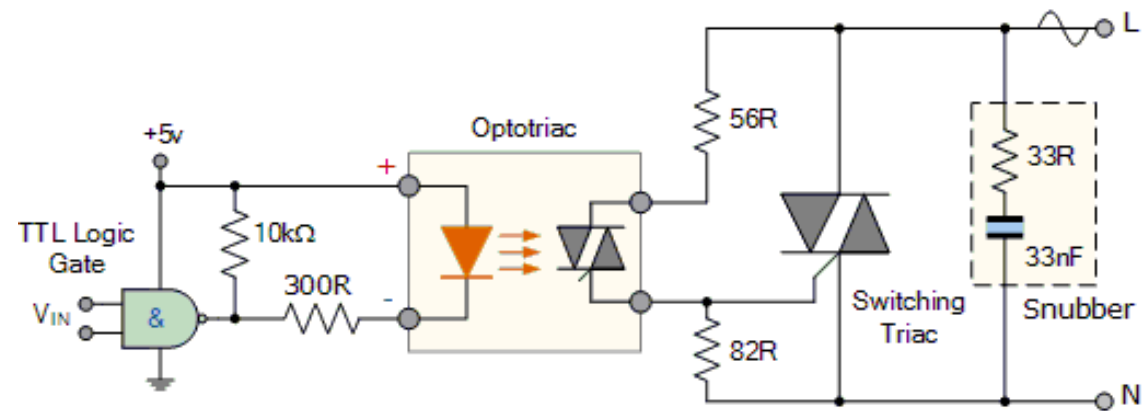 L
Optotriac
56R
+5v
+
33R
TTL Logic
Gate
10kΩ
300R
33nF
VIN
&
-
Switching
Triac
Snubber
82R
N